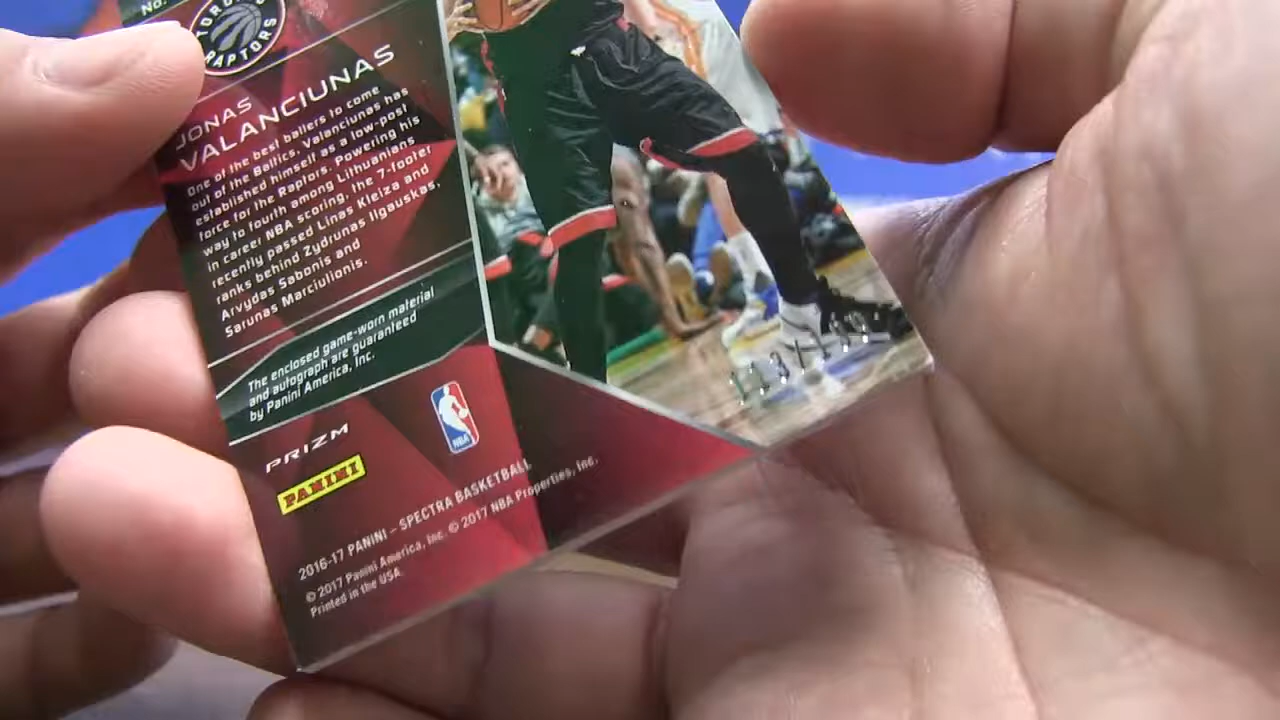 No.
TORONTO
RAPTORS
JONAS
VALANCIUNAS
One of the best ballers to come
out of the Baltics, Valanciunas has
established himself as a low-post
force for the Raptors. Powering his
way to fourth among Lithuanians
in career NBA scoring, the 7-footer
recently passed Linas Kleiza and
ranks behind Zydrunas Ilgauskas,
Arvydas Sabonis and
Sarunas Marciulionis.
The enclosed game-worn material
and autograph are guaranteed
by Panini America, Inc.
NBA
PRIZM
PANINI
2016-17 PANINI – SPECTRA BASKETBALL
© 2017 Panini America, Inc. © 2017 NBA Properties, Inc.
Printed in the USA.